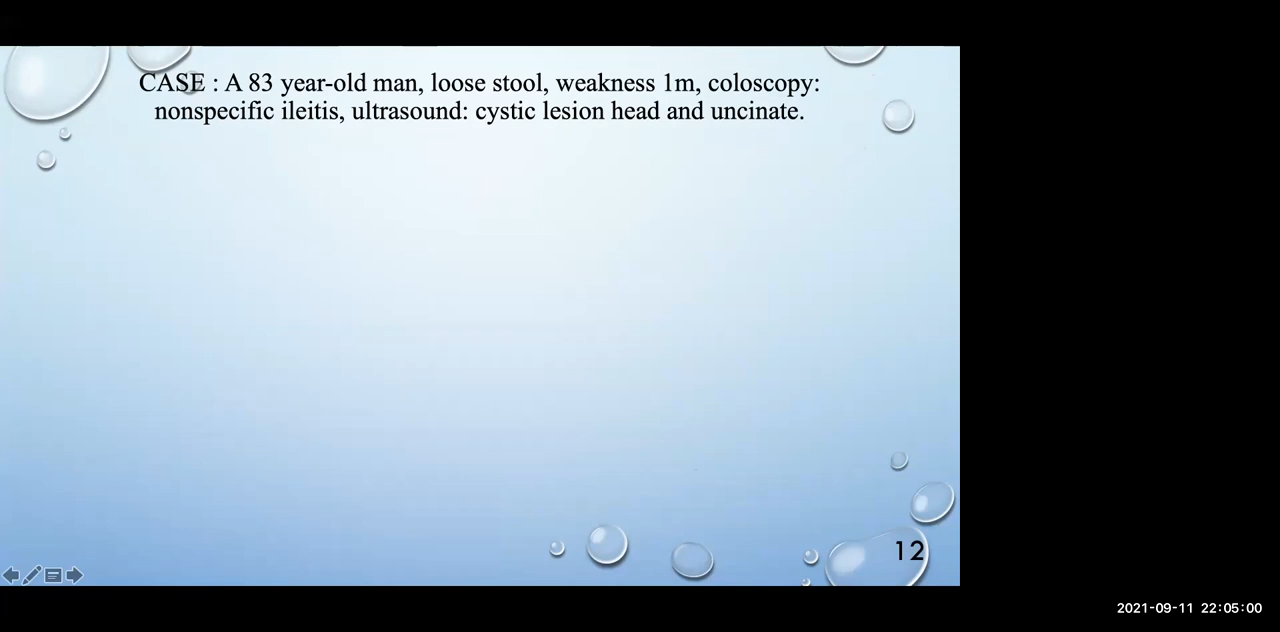 CASE : A 83 year-old man, loose stool, weakness 1m, coloscopy:
nonspecific ileitis, ultrasound: cystic lesion head and uncinate.
12
2021-09-11 22:05:00